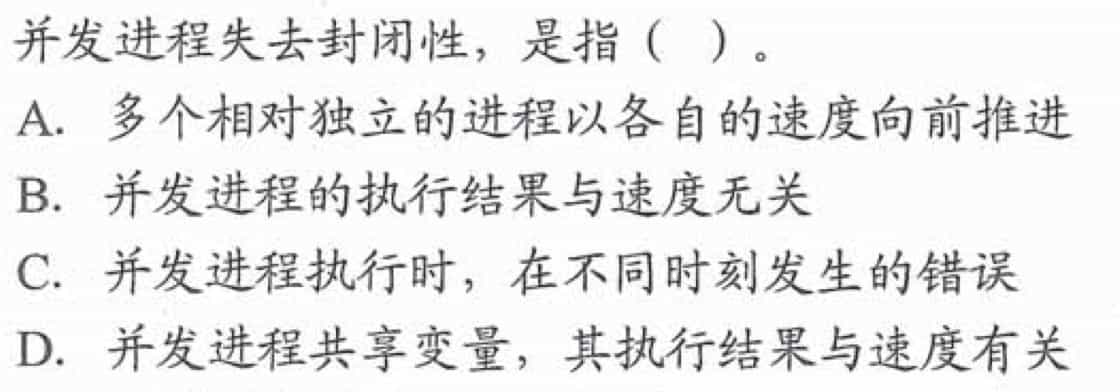 并发进程失去封闭性，是指（ ）。
A. 多个相对独立的进程以各自的速度向前推进
B. 并发进程的执行结果与速度无关
C. 并发进程执行时，在不同时刻发生的错误
D. 并发进程共享变量，其执行结果与速度有关